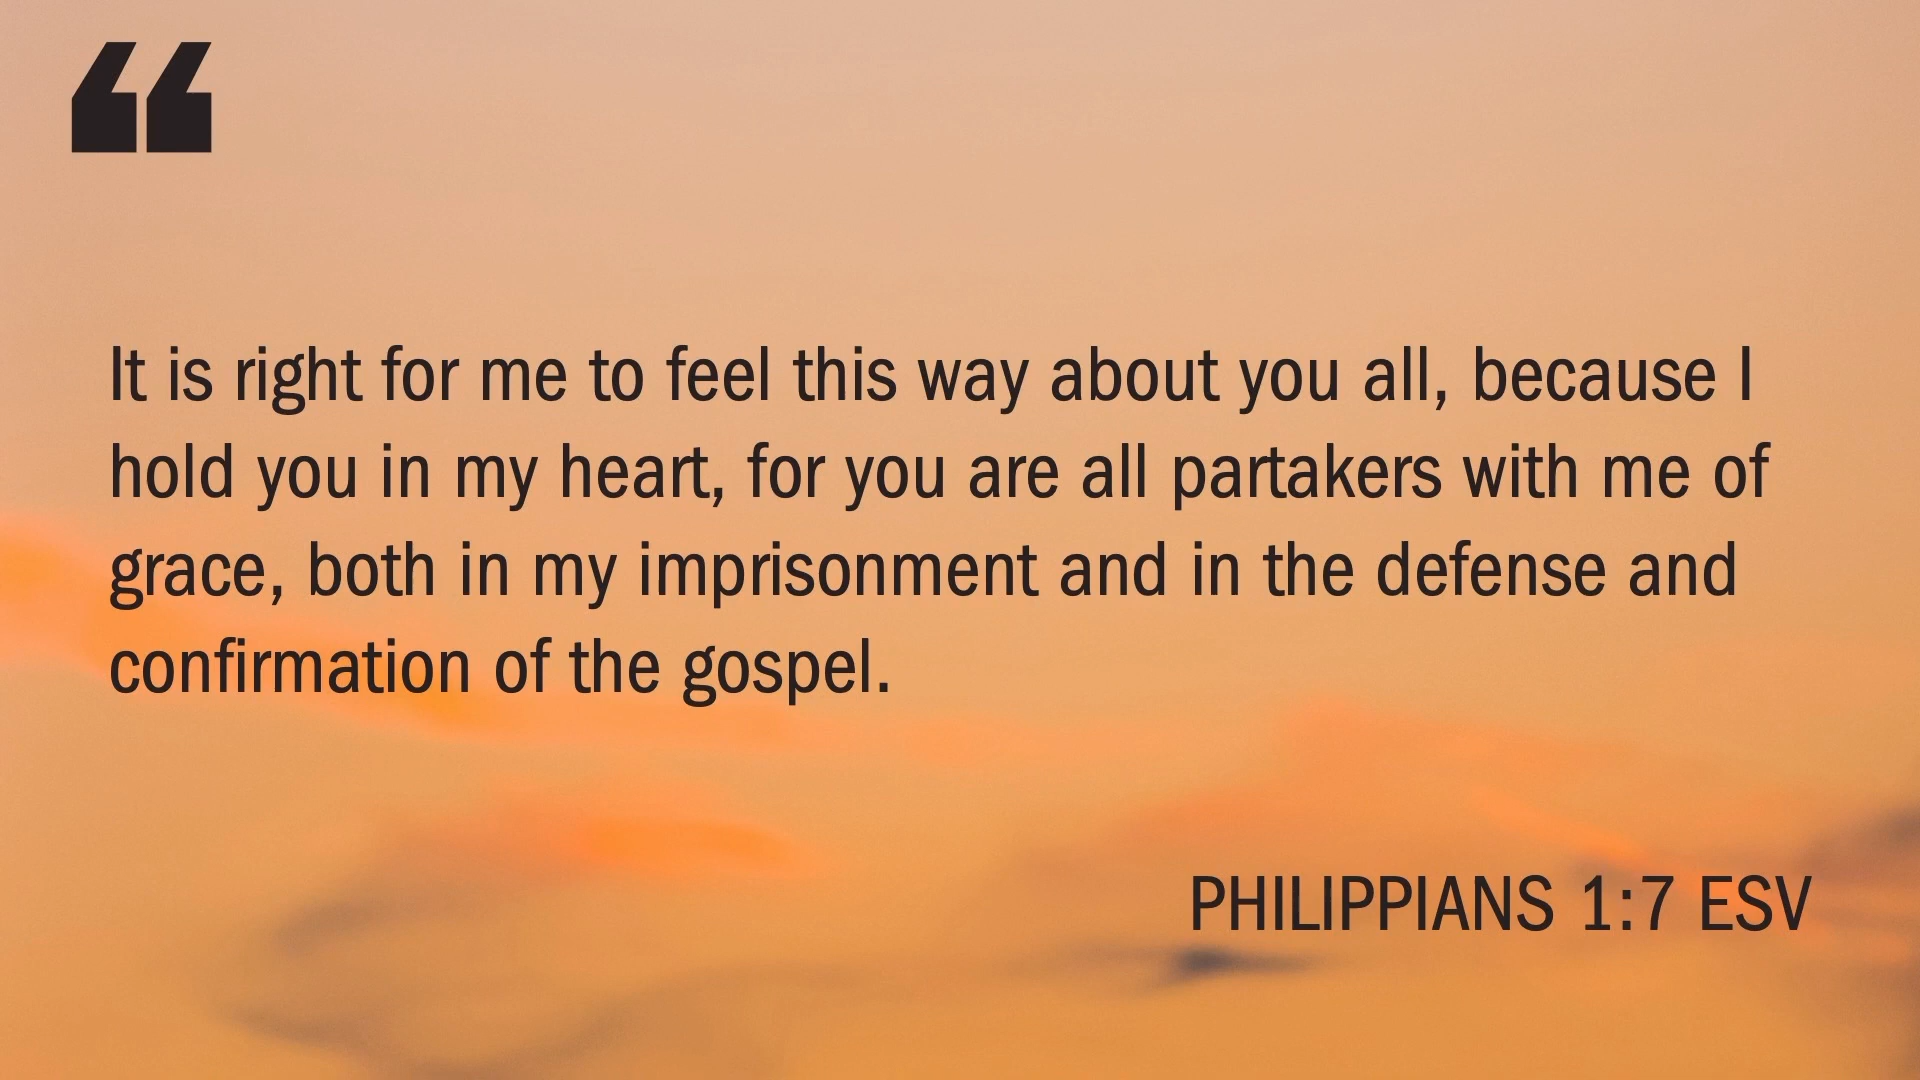 “
It is right for me to feel this way about you all, because I
hold you in my heart, for you are all partakers with me of
grace, both in my imprisonment and in the defense and
confirmation of the gospel.
PHILIPPIANS 1:7 ESV